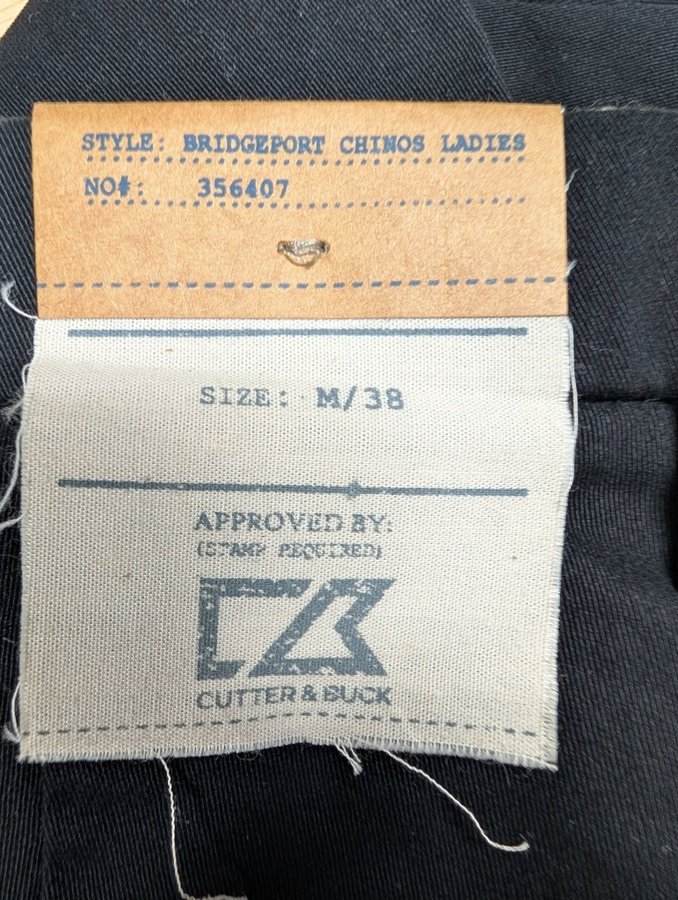 STYLE: BRIDGEPORT CHINOS LADIES
NO#: 356407
SIZE: M/38
APPROVED BY:
(STAMP REQUIRED)
CUTTER & BUCK